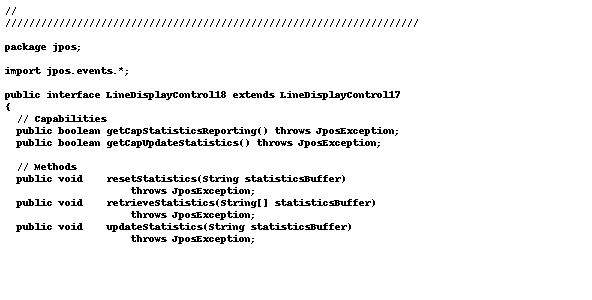 //
/////////////////////////////////////////////////////////////////////
package jpos;
import jpos.events.*;
public interface LineDisplayControl18 extends LineDisplayControl17
{
  // Capabilities
  public boolean getCapStatisticsReporting() throws JposException;
  public boolean getCapUpdateStatistics() throws JposException;
  // Methods
  public void    resetStatistics(String statisticsBuffer)
                     throws JposException;
  public void    retrieveStatistics(String[] statisticsBuffer)
                     throws JposException;
  public void    updateStatistics(String statisticsBuffer)
                     throws JposException;